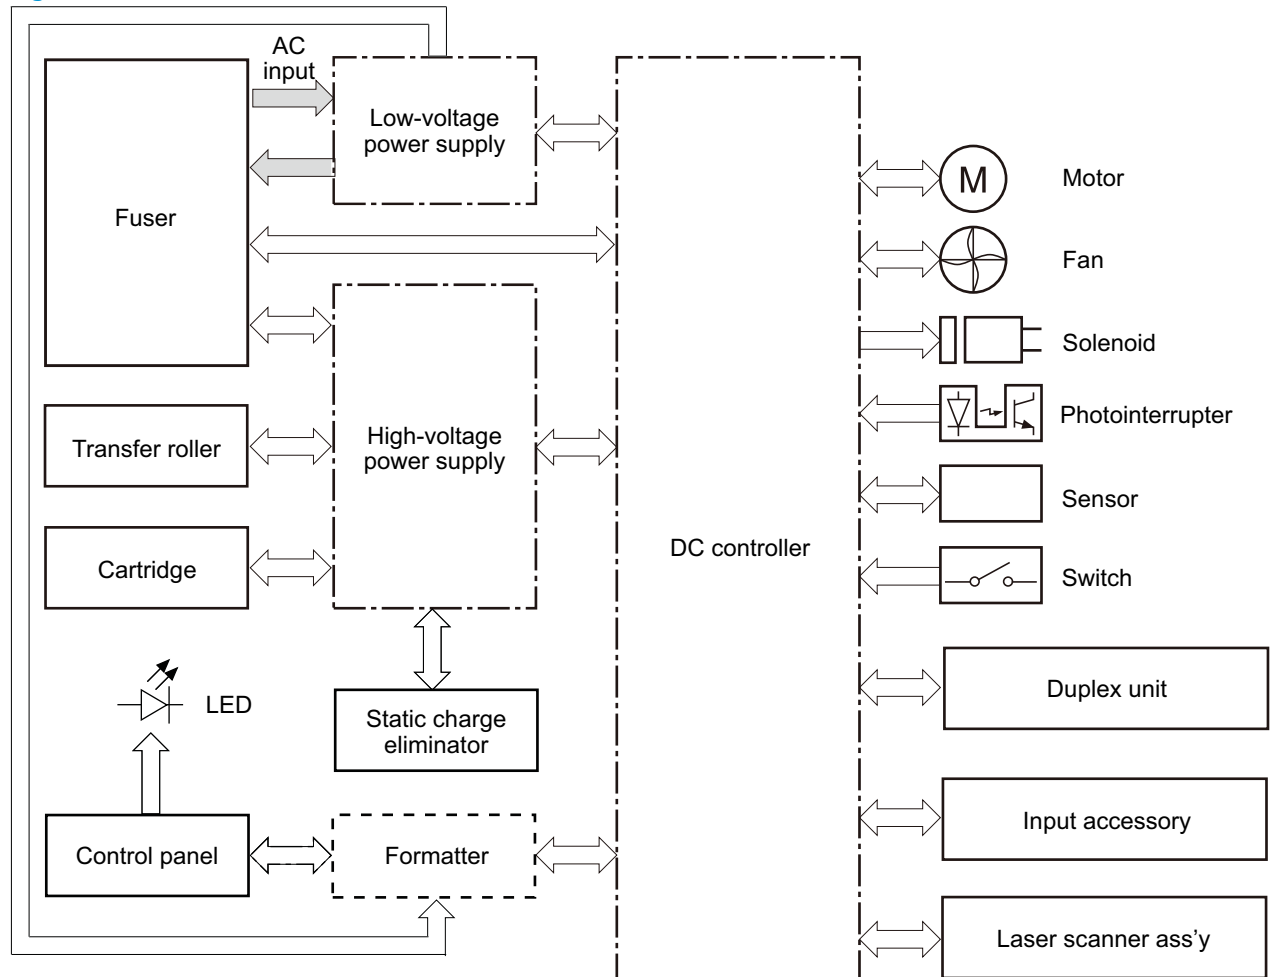 AC
input
Low-voltage
power supply
Fuser
M
Motor
Fan
Solenoid
Photointerrupter
Transfer roller
High-voltage
power supply
Sensor
DC controller
Cartridge
Switch
LED
Static charge
eliminator
Duplex unit
Control panel
Formatter
Input accessory
Laser scanner ass'y